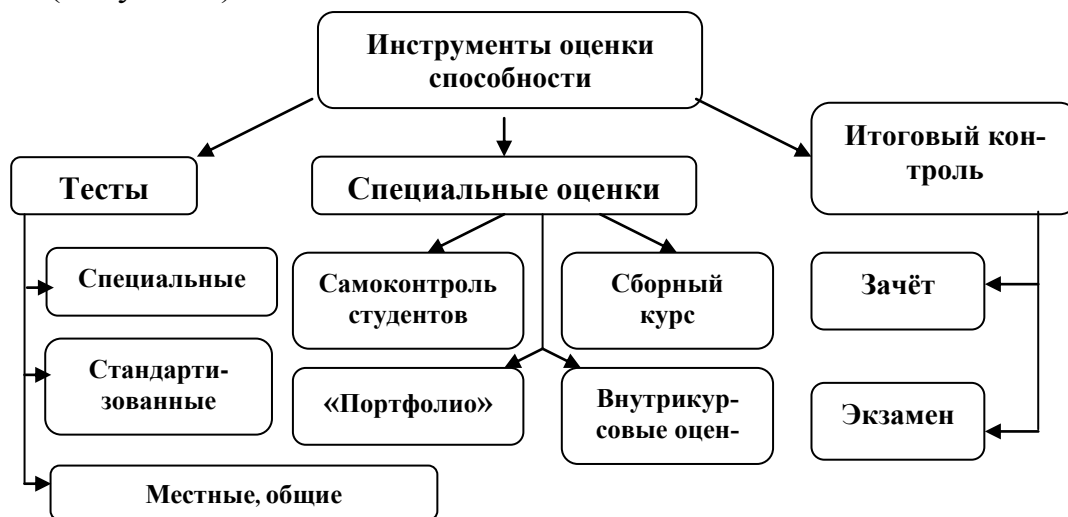 Инструменты оценки
способности
Итоговый кон-
троль
Тесты
Специальные оценки
Специальные
Самоконтроль
студентов
Сборный
курс
Зачёт
Стандарти-
зованные
«Портфолио»
Внутрикур-
совые оцен-
Экзамен
Местные, общие